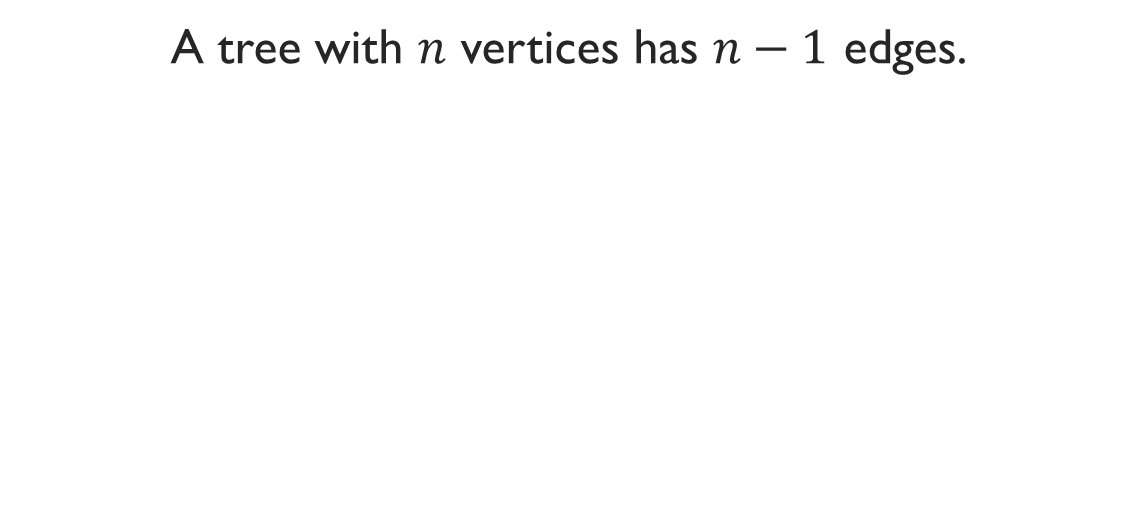 A tree with n vertices has n − 1 edges.